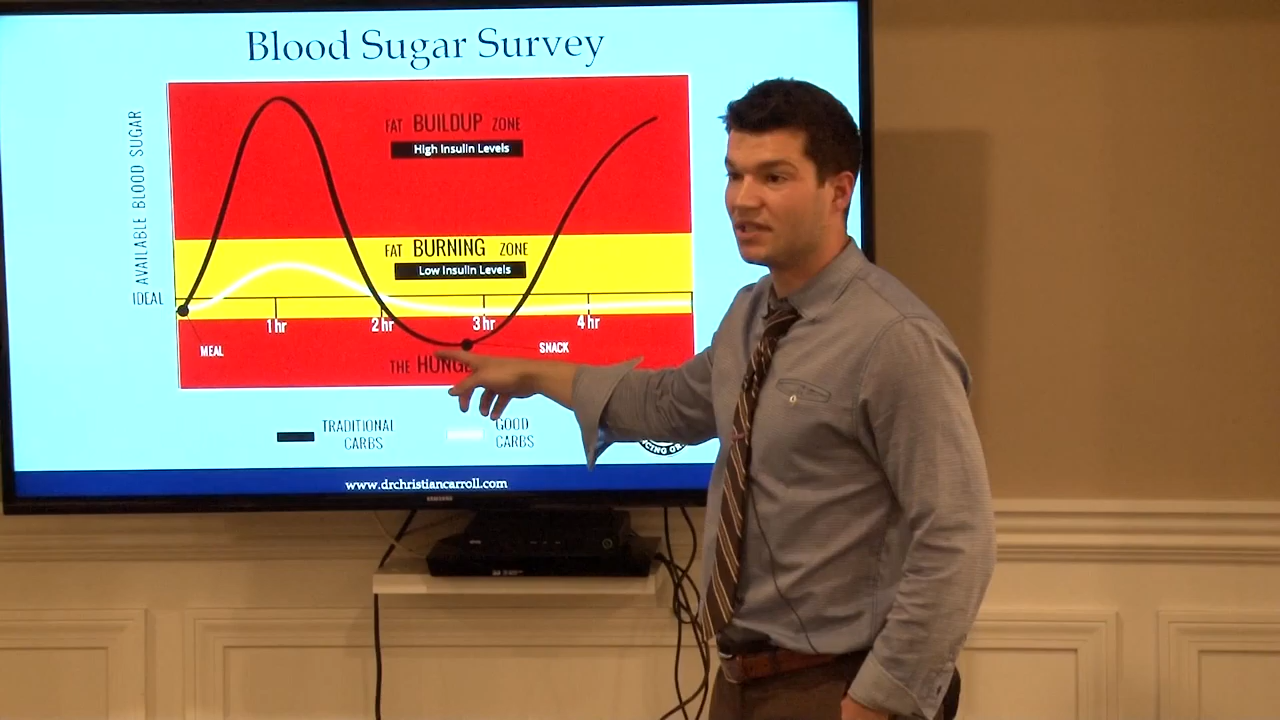 Blood Sugar Survey
AVAILABLE BLOOD SUGAR
FAT BUILDUP ZONE
High Insulin Levels
FAT BURNING ZONE
Low Insulin Levels
IDEAL
1 hr
2 hr
3 hr
4 hr
MEAL
SNACK
THE
TRADITIONAL
CARBS
GOOD
CARBS
www.drchristiancarroll.com
SAMSUNG